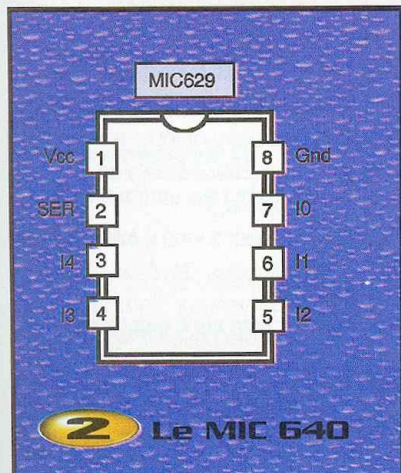 MIC629
Vcc 1 8 Gnd
SER 2 7 I0
I4 3 6 I1
I3 4 5 I2
2 Le MIC 640